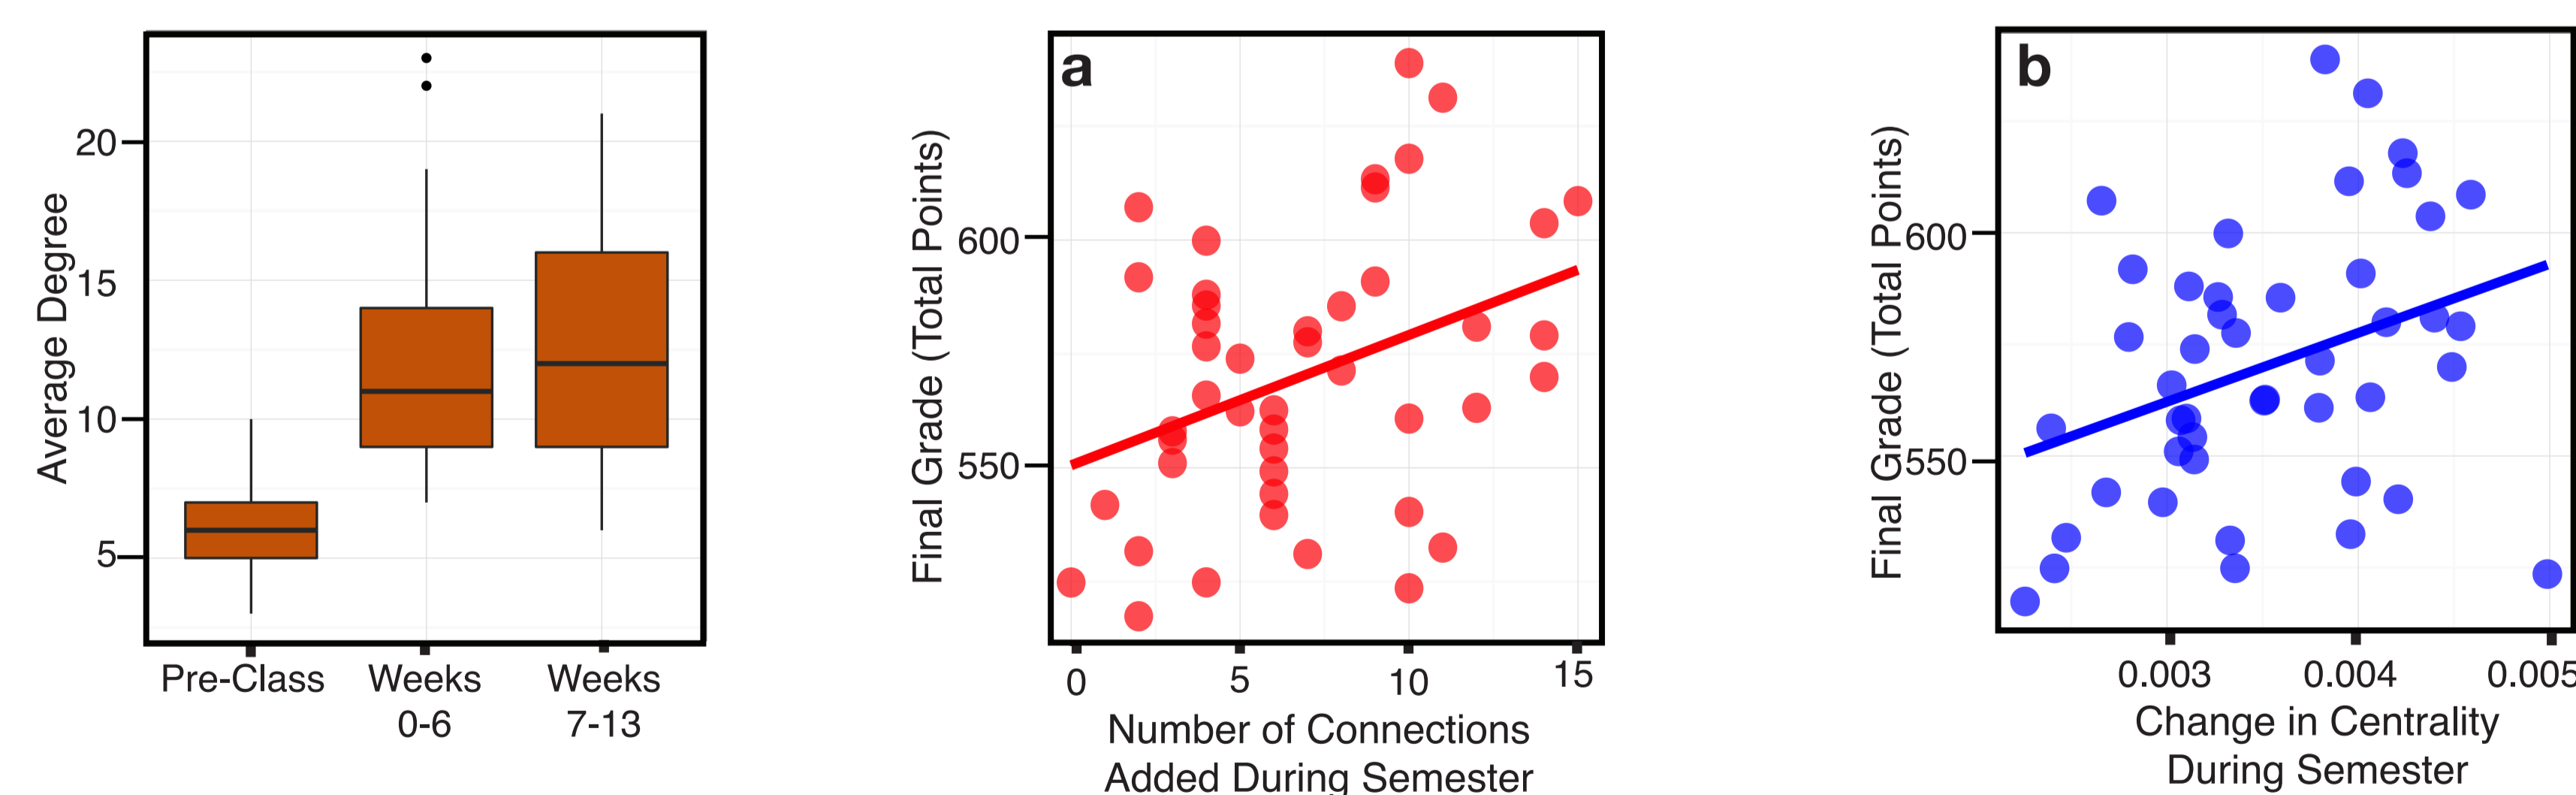 Average Degree
20
15
10
5
Pre-Class
Weeks
0-6
Weeks
7-13
a
Final Grade (Total Points)
600
550
0
5
10
15
Number of Connections
Added During Semester
b
Final Grade (Total Points)
600
550
0.003
0.004
0.005
Change in Centrality
During Semester